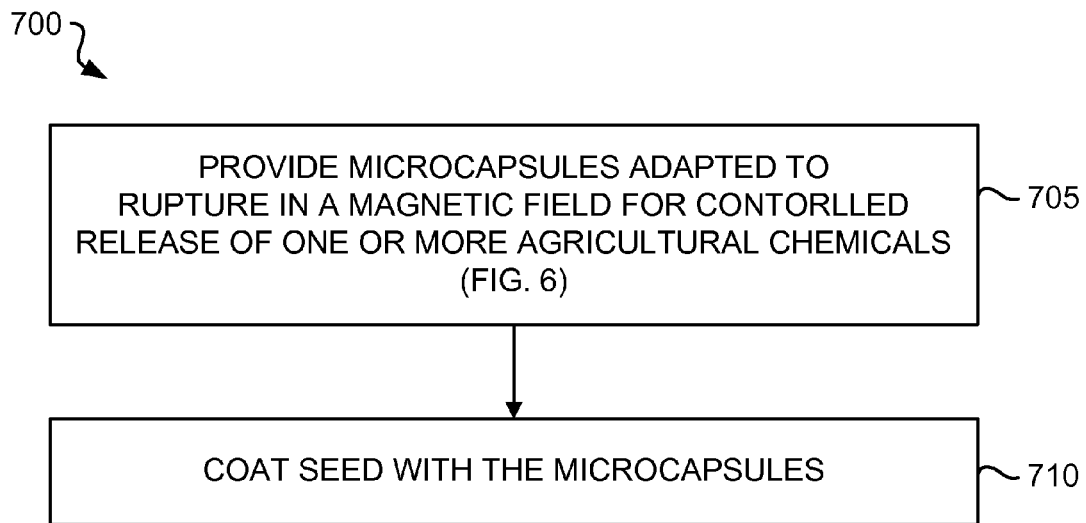 700
PROVIDE MICROCAPSULES ADAPTED TO
RUPTURE IN A MAGNETIC FIELD FOR CONTORLLED
RELEASE OF ONE OR MORE AGRICULTURAL CHEMICALS
(FIG. 6)
705
COAT SEED WITH THE MICROCAPSULES
710